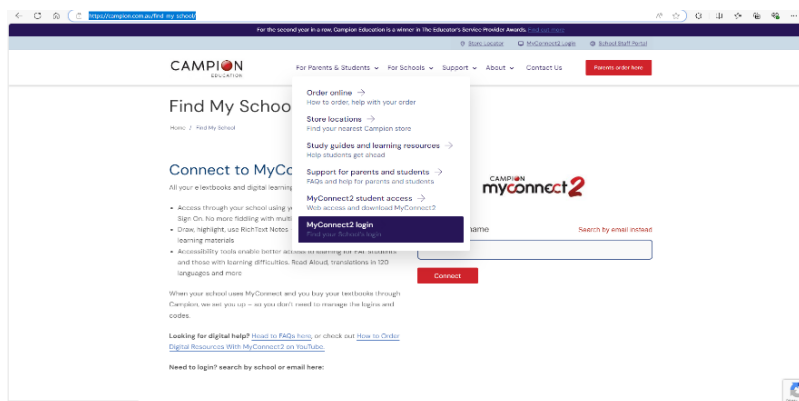 https://campion.com.au/find-my-school/
For the second year in a row, Campion Education is a winner in The Educator's Service Provider Awards. Find out more
Store Locator MyConnect2 Login School Staff Portal
CAMPION
EDUCATION
For Parents & Students For Schools Support About Contact Us
Parents order here
Order online →
How to order, help with your order
Store locations →
Find your nearest Campion store
Study guides and learning resources →
Help students get ahead
Support for parents and students →
FAQs and help for parents and students
MyConnect2 student access →
Web access and download MyConnect2
MyConnect2 login
Find your School's login
Find My Schoo
Home / Find My School
Connect to MyCo
All your eTextbooks and digital learning
• Access through your school using y
Sign On. No more fiddling with multi
• Draw, highlight, use RichText Notes
learning materials
• Accessibility tools enable better access to learning for EAL students
and those with learning difficulties. Read Aloud, translations in 120
languages and more
When your school uses MyConnect and you buy your textbooks through
Campion, we set you up – so you don't need to manage the logins and
codes.
Looking for digital help? Head to FAQs here, or check out How to Order
Digital Resources With MyConnect2 on YouTube.
Need to login? search by school or email here:
CAMPION
myconnect2
name
Search by email instead
Connect